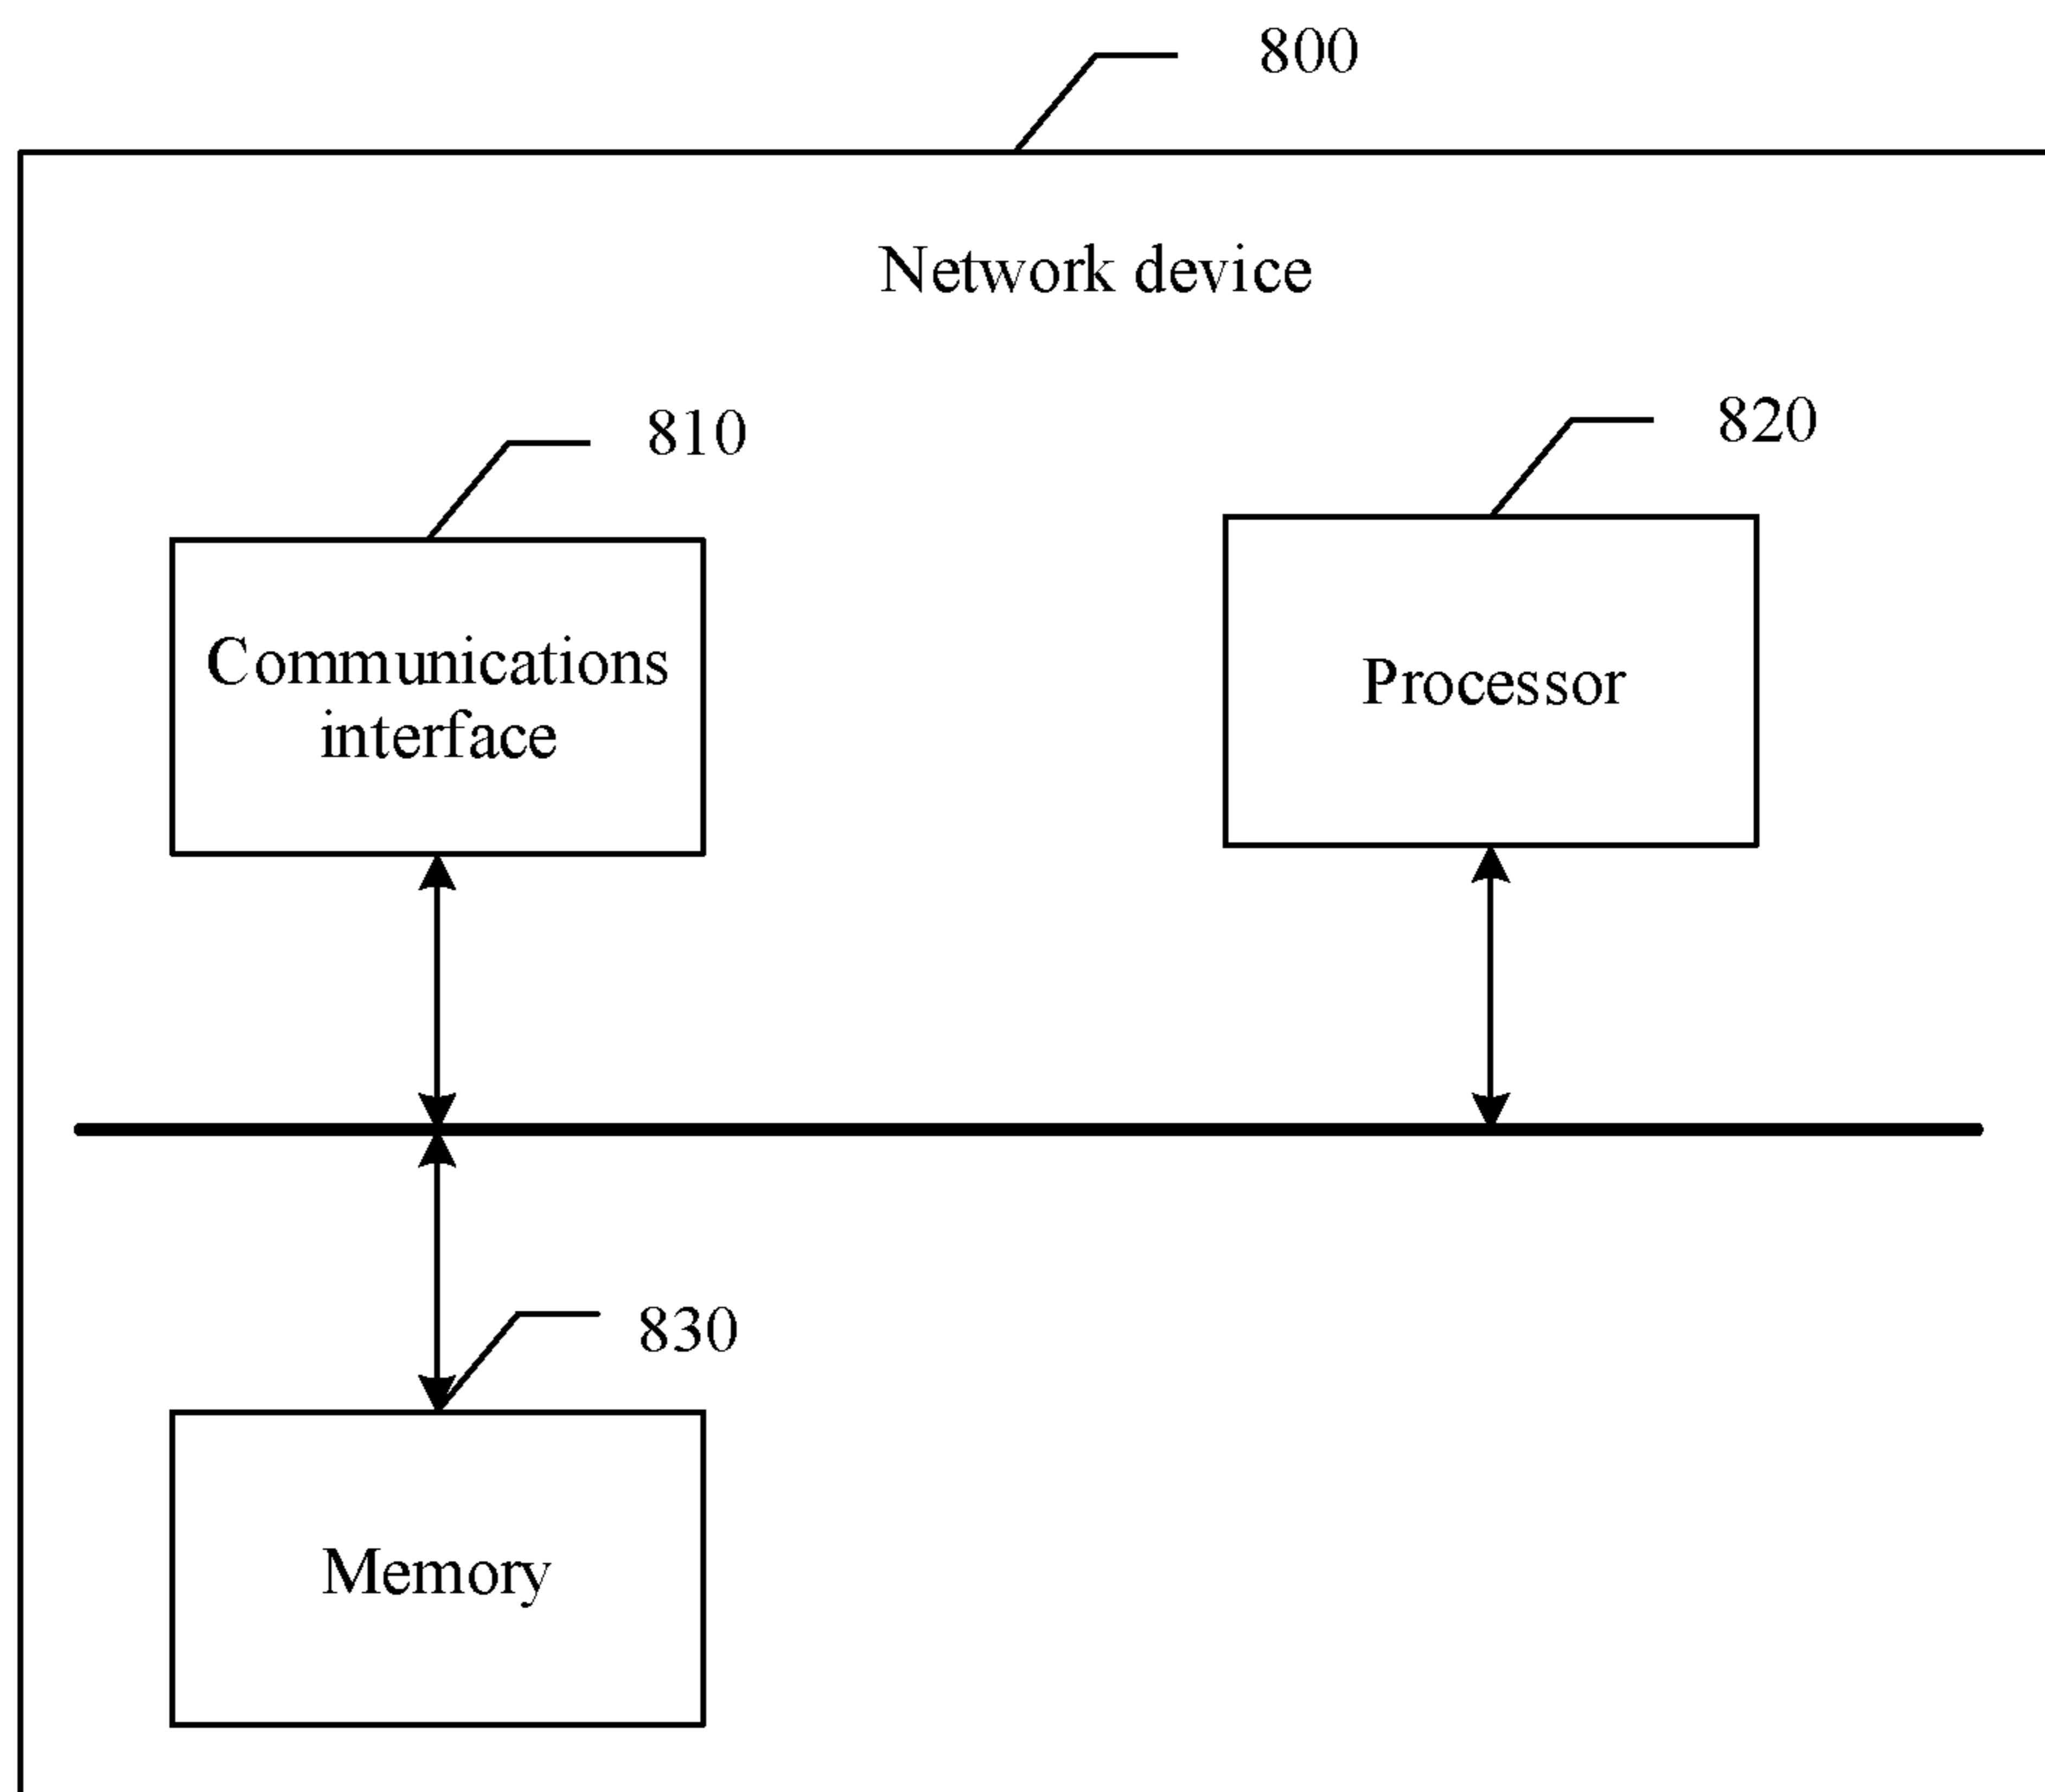 800
Network device
810
820
Communications
interface
Processor
830
Memory